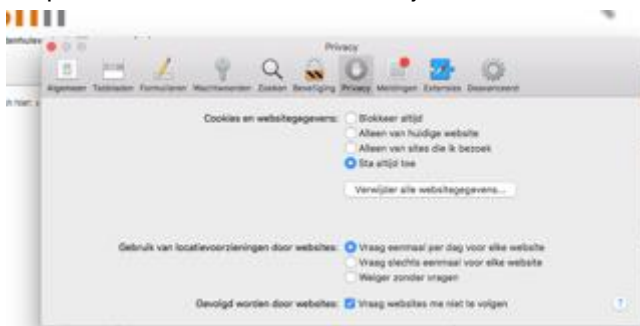 Privacy
Algemeen Tabbladen Formulieren Wachtwoorden Zoeken Beveiliging Privacy Meldingen Extensies Geavanceerd
Cookies en websitegegevens: Blokkeer altijd
Alleen van huidige website
Alleen van sites die ik bezoek
Sta altijd toe
Verwijder alle websitegegevens...
Gebruik van locatievoorzieningen door websites: Vraag eenmaal per dag voor elke website
Vraag slechts eenmaal voor elke website
Weiger zonder vragen
Gevolgd worden door websites: Vraag websites me niet te volgen
?